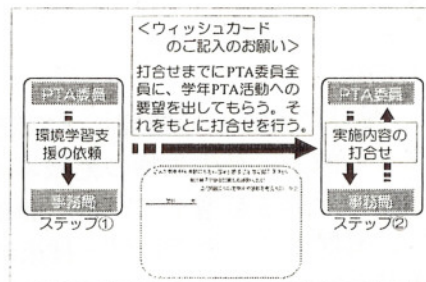 <ウィッシュカード
のご記入のお願い>
打合せまでにPTA委員全
員に、学年PTA活動への
要望を出してもらう。そ
れをもとに打合せを行う。
PTA委員
環境学習支
援の依頼
事務局
ステップ①
PTA委員
実施内容の
打合せ
事務局
ステップ②